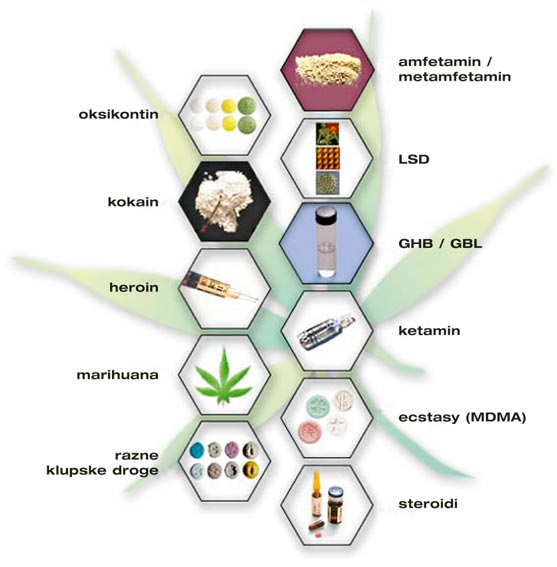 amfetamin /
metamfetamin
oksikontin
LSD
kokain
GHB / GBL
heroin
ketamin
marihuana
ecstasy (MDMA)
razne
klupske droge
steroidi